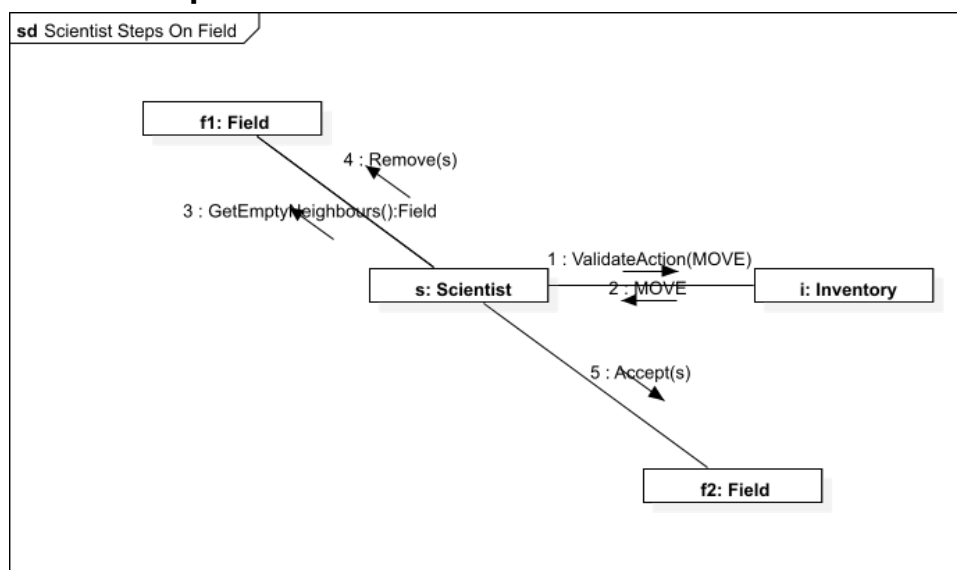 sd Scientist Steps On Field
f1: Field
4 : Remove(s)
3 : GetEmptyNeighbours():Field
1 : ValidateAction(MOVE)
s: Scientist
2 : MOVE
i: Inventory
5 : Accept(s)
f2: Field